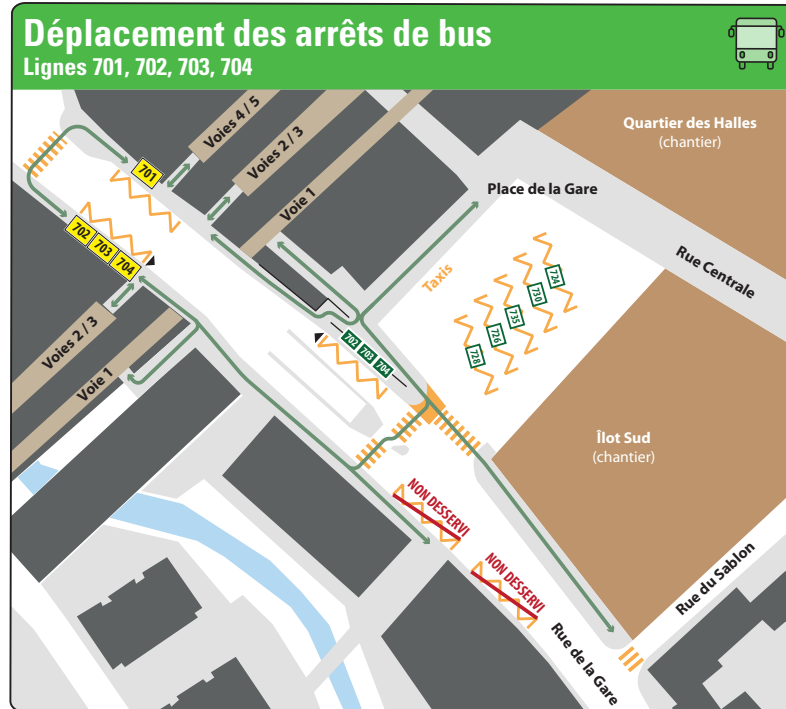 Déplacement des arrêts de bus
Lignes 701, 702, 703, 704
Voies 4 / 5
Voies 2 / 3
Voie 1
Quartier des Halles
(chantier)
Place de la Gare
Rue Centrale
701
702
703
704
Taxis
724
730
735
726
728
702
703
704
Voies 2 / 3
Voie 1
Îlot Sud
(chantier)
NON DESSERVI
NON DESSERVI
Rue du Sablon
Rue de la Gare